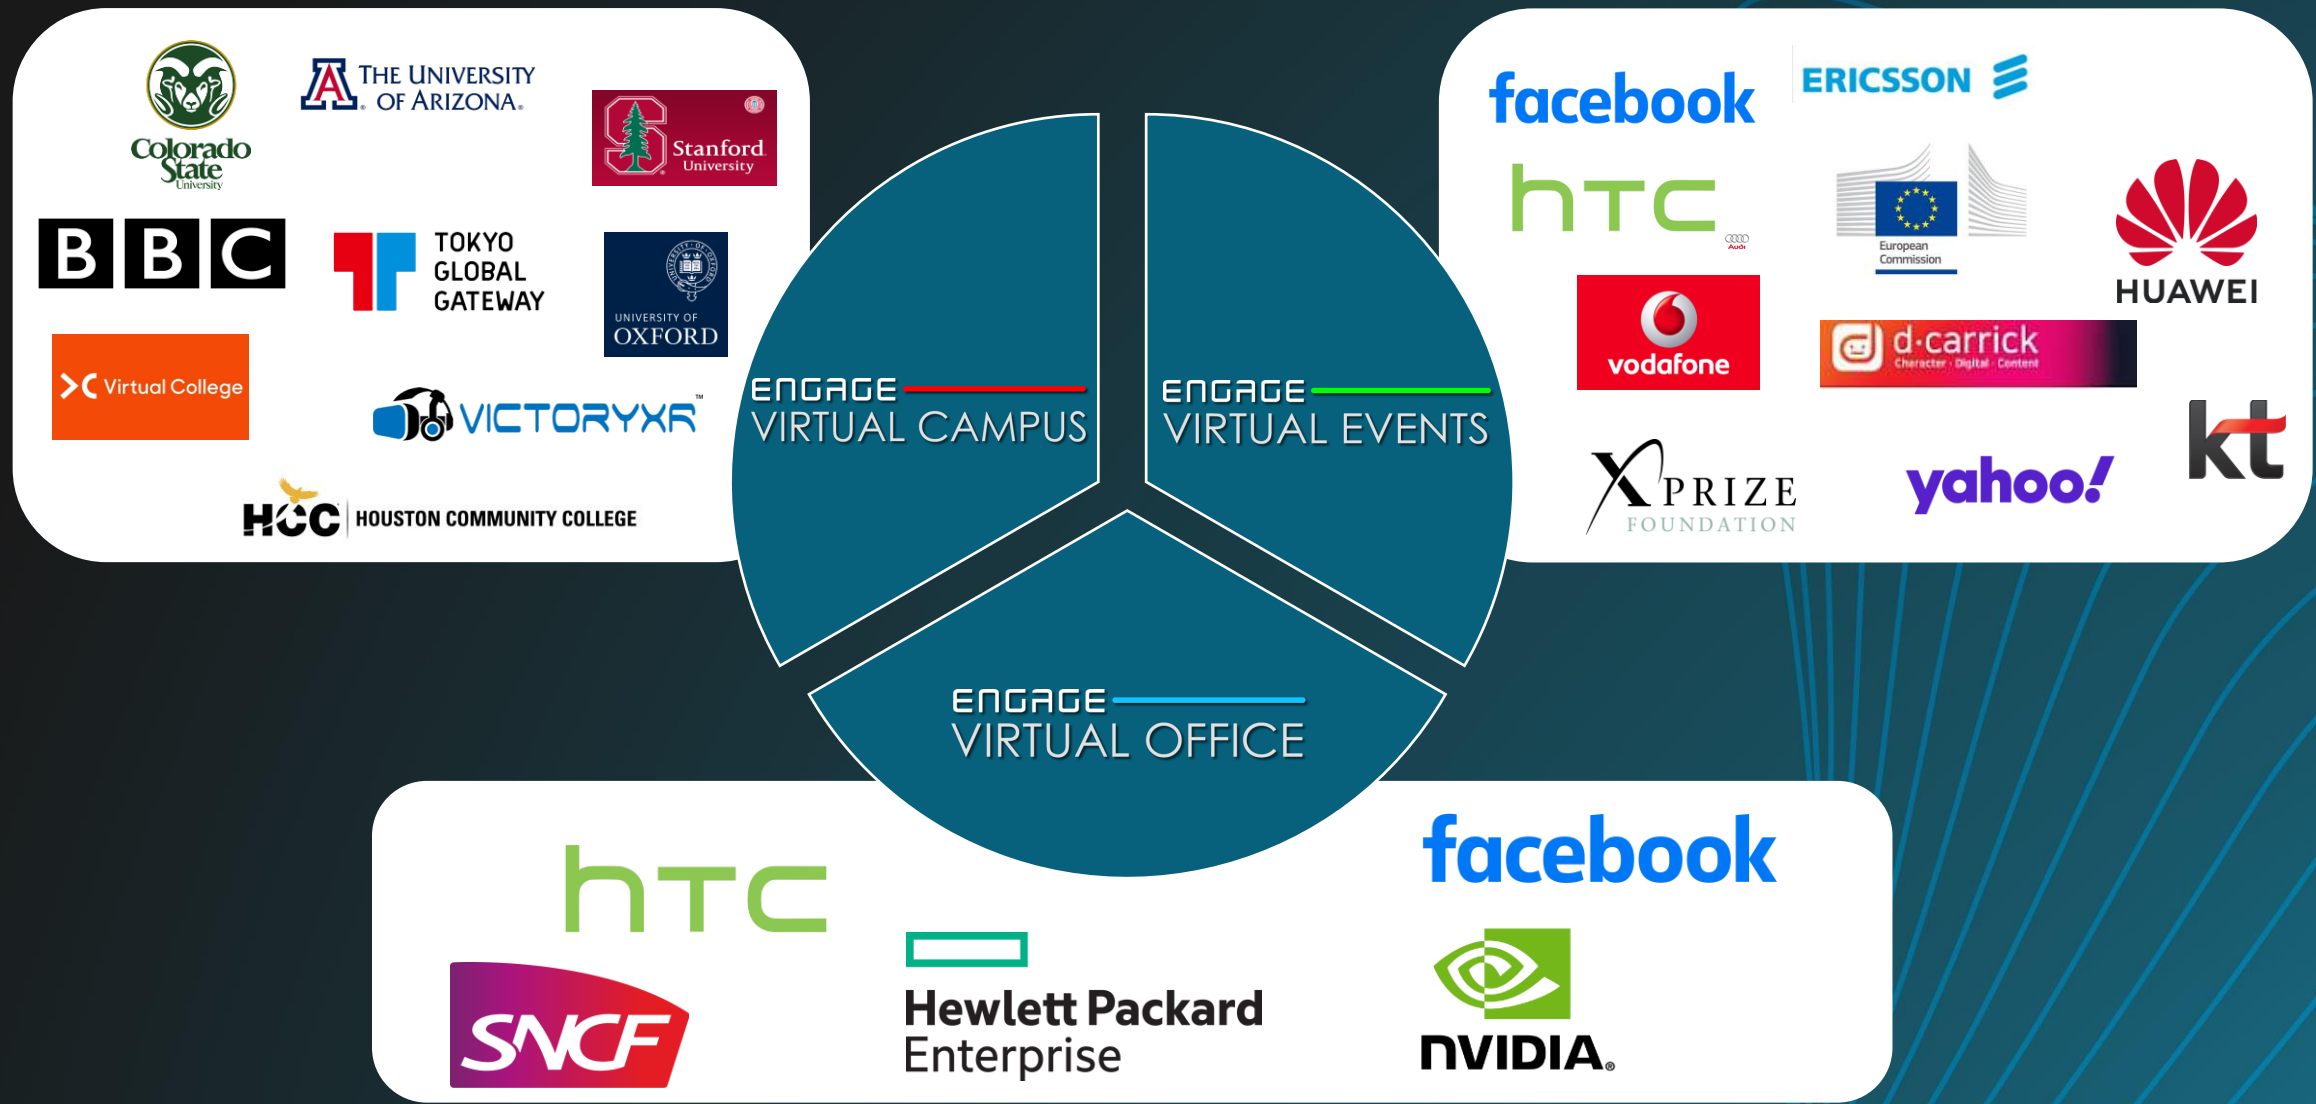 Colorado
State
University
THE UNIVERSITY
OF ARIZONA
Stanford
University
BBC
TOKYO
GLOBAL
GATEWAY
UNIVERSITY OF
OXFORD
Virtual College
VICTORYXR™
HCC HOUSTON COMMUNITY COLLEGE
ENGAGE
VIRTUAL CAMPUS
ENGAGE
VIRTUAL EVENTS
facebook
ERICSSON
hTC
Audi
European
Commission
HUAWEI
vodafone
d·carrick
Character · Digital · Content
kt
XPRIZE
FOUNDATION
yahoo!
ENGAGE
VIRTUAL OFFICE
hTC
facebook
SNCF
Hewlett Packard
Enterprise
NVIDIA®